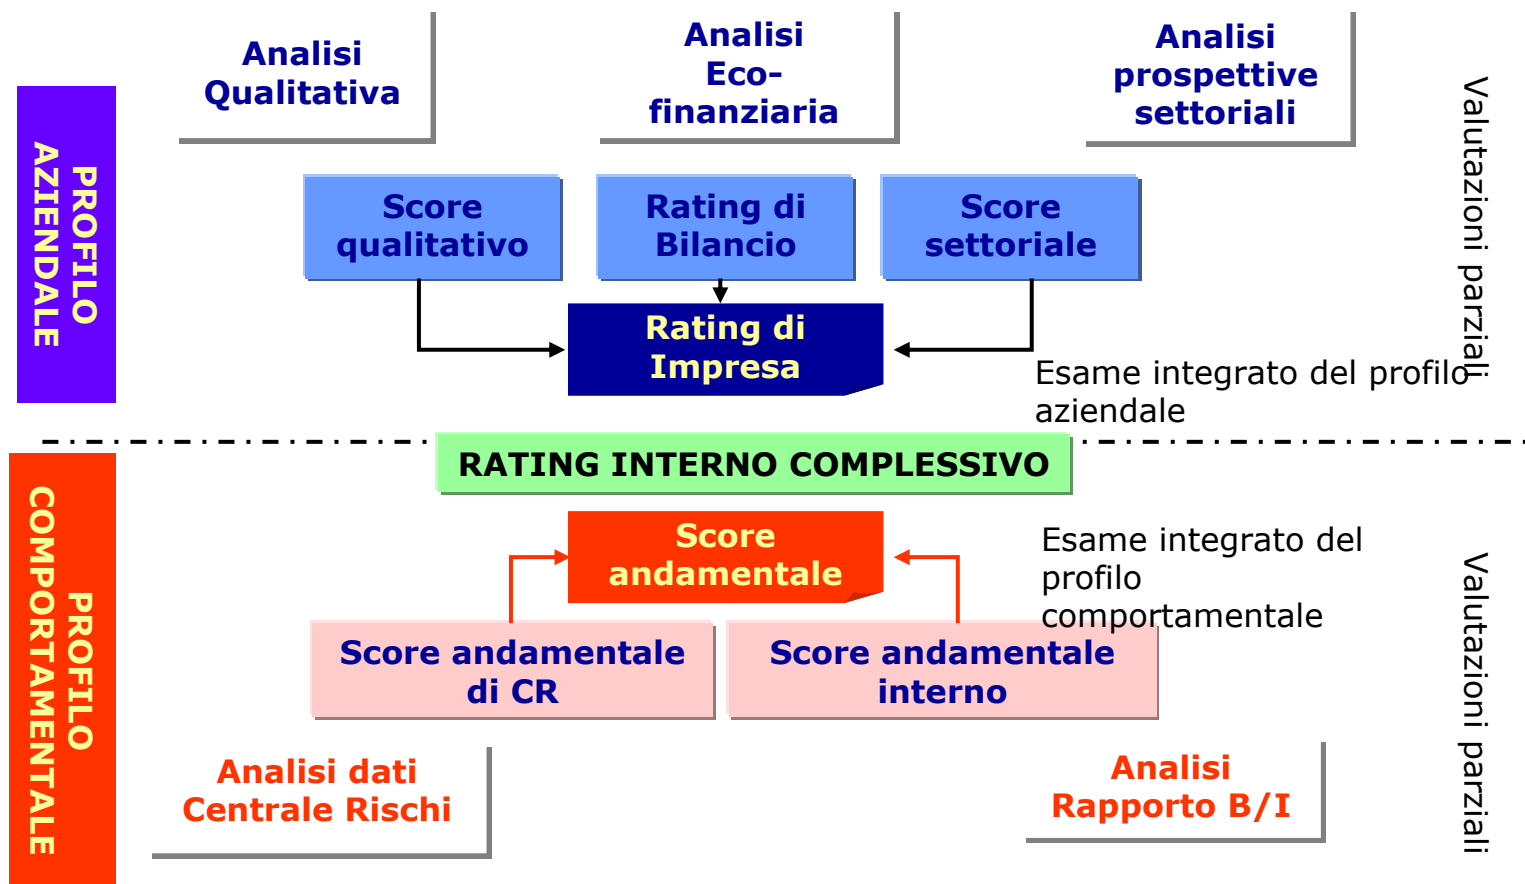 Analisi
Qualitativa
Analisi
Eco-
finanziaria
Analisi
prospettive
settoriali
PROFILO
AZIENDALE
Valutazioni parziali
Score
qualitativo
Rating di
Bilancio
Score
settoriale
Rating di
Impresa
Esame integrato del profilo
aziendale
RATING INTERNO COMPLESSIVO
PROFILO
COMPORTAMENTALE
Score
andamentale
Esame integrato del
profilo
comportamentale
Valutazioni parziali
Score andamentale
di CR
Score andamentale
interno
Analisi dati
Centrale Rischi
Analisi
Rapporto B/I